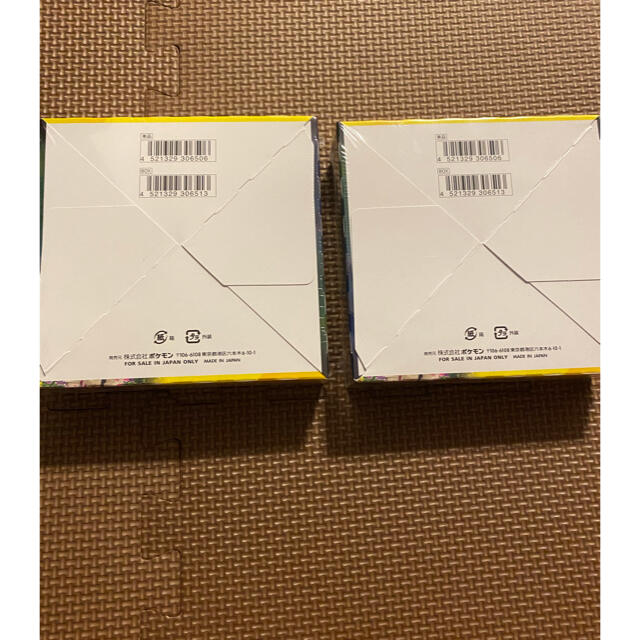 単品
4 521329 306506
BOX
4 521329 306513
紙 箱 プラ 外装
発売元 株式会社ポケモン 〒106-6108 東京都港区六本木6-10-1
FOR SALE IN JAPAN ONLY MADE IN JAPAN
単品
4 521329 306506
BOX
4 521329 306513
紙 箱 プラ 外装
発売元 株式会社ポケモン 〒106-6108 東京都港区六本木6-10-1
FOR SALE IN JAPAN ONLY MADE IN JAPAN